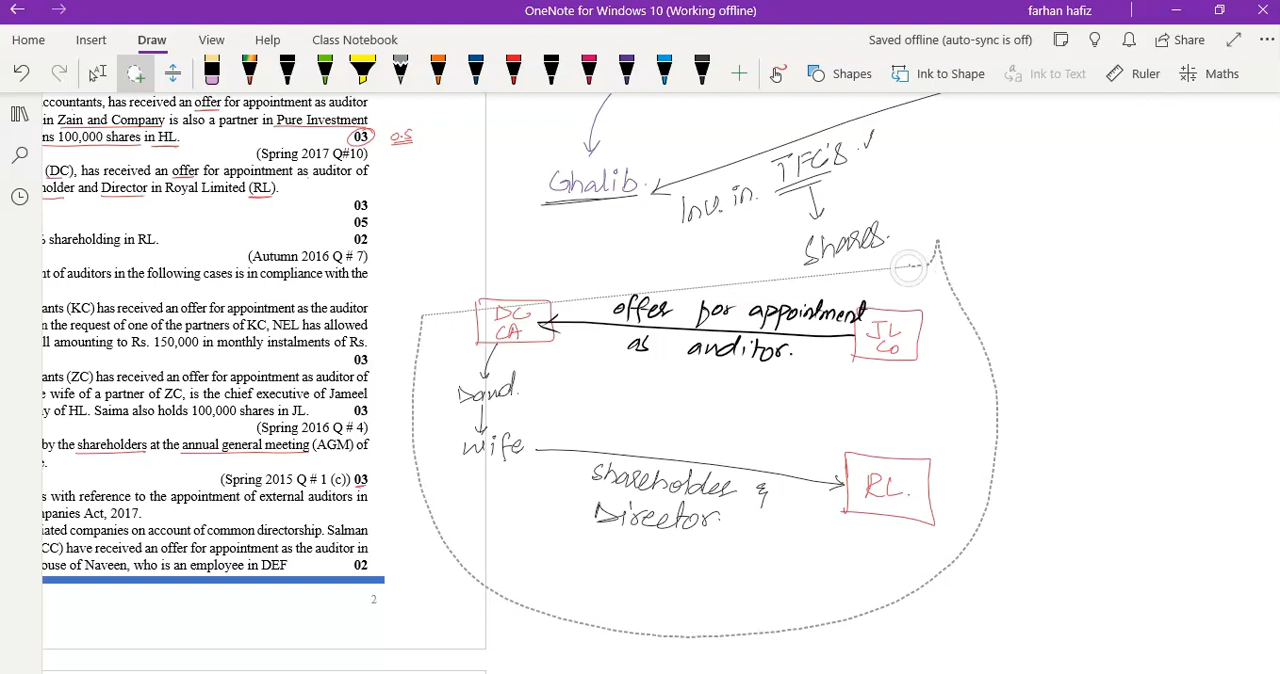 OneNote for Windows 10 (Working offline)
farhan hafiz
Home Insert Draw View Help Class Notebook
Saved offline (auto-sync is off)
Share
Shapes
Ink to Shape
Ink to Text
Ruler
Maths
ccountants, has received an offer for appointment as auditor
in Zain and Company is also a partner in Pure Investment
ns 100,000 shares in HL. 03
0.5
(Spring 2017 Q#10)
(DC), has received an offer for appointment as auditor of
holder and Director in Royal Limited (RL).
03
05
% shareholding in RL. 02
(Autumn 2016 Q # 7)
nt of auditors in the following cases is in compliance with the
ants (KC) has received an offer for appointment as the auditor
n the request of one of the partners of KC, NEL has allowed
ll amounting to Rs. 150,000 in monthly instalments of Rs.
03
ants (ZC) has received an offer for appointment as auditor of
e wife of a partner of ZC, is the chief executive of Jameel
y of HL. Saima also holds 100,000 shares in JL. 03
(Spring 2016 Q # 4)
by the shareholders at the annual general meeting (AGM) of
e.
(Spring 2015 Q # 1 (c)) 03
s with reference to the appointment of external auditors in
panies Act, 2017.
iated companies on account of common directorship. Salman
CC) have received an offer for appointment as the auditor in
ouse of Naveen, who is an employee in DEF 02
2
Ghalib.
Inv. in. TFC'S
Shares.
DC
CA
offer for appointment
as auditor.
JL
Co
wife
Shareholder &
Director.
RL.